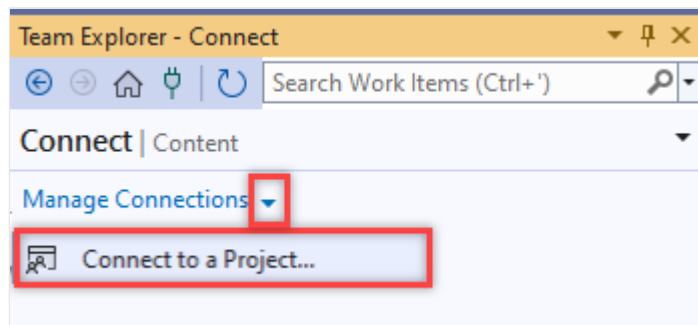 Team Explorer - Connect
Search Work Items (Ctrl+')
Connect | Content
Manage Connections
Connect to a Project...